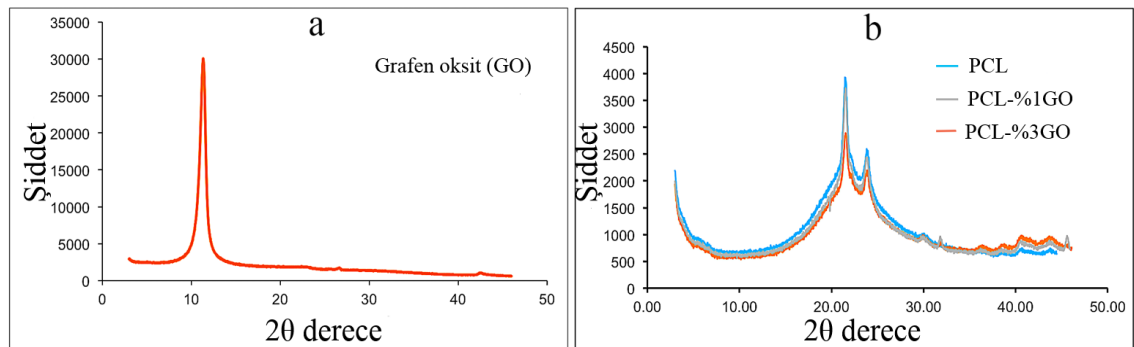 a
Grafen oksit (GO)
Şiddet
35000
30000
25000
20000
15000
10000
5000
0
0 10 20 30 40 50
2θ derece
b
PCL
PCL-%1GO
PCL-%3GO
Şiddet
4500
4000
3500
3000
2500
2000
1500
1000
500
0
0.00 10.00 20.00 30.00 40.00 50.00
2θ derece